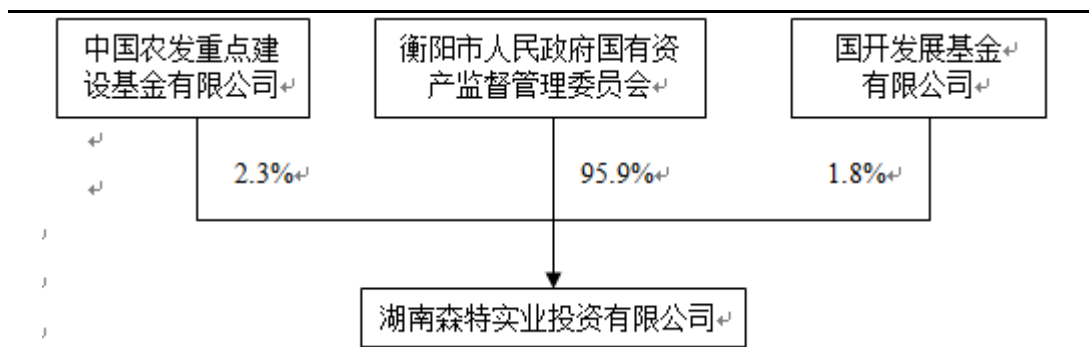 中国农发重点建
设基金有限公司
衡阳市人民政府国有资
产监督管理委员会
国开发展基金
有限公司
2.3%
95.9%
1.8%
湖南森特实业投资有限公司